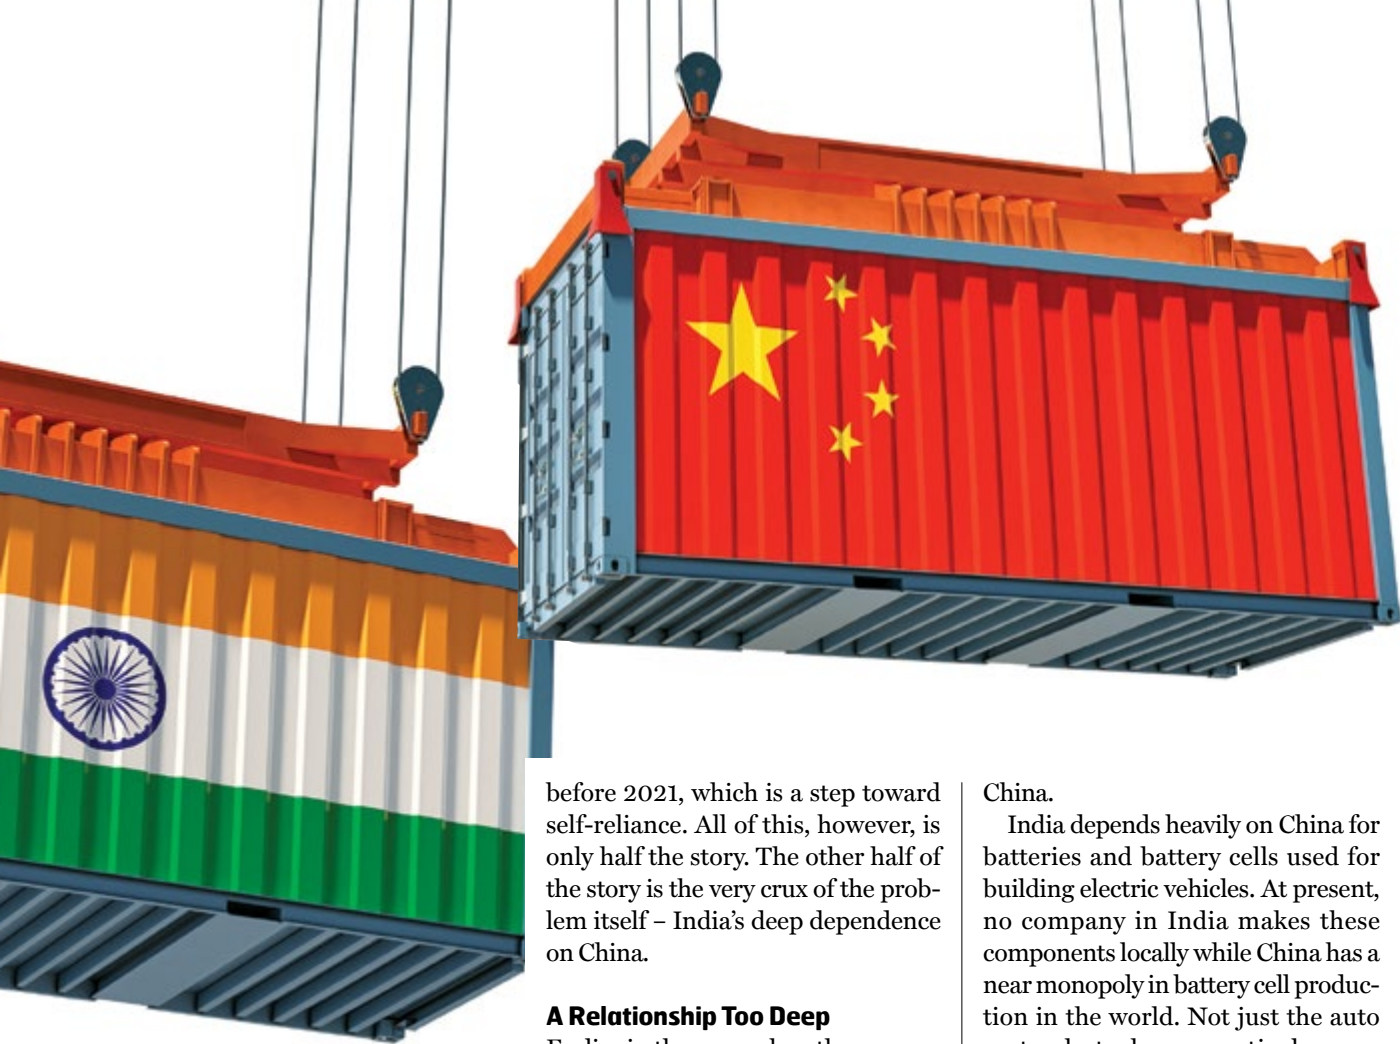 before 2021, which is a step toward
self-reliance. All of this, however, is
only half the story. The other half of
the story is the very crux of the prob-
lem itself – India’s deep dependence
on China.
A Relationship Too Deep
China.
India depends heavily on China for
batteries and battery cells used for
building electric vehicles. At present,
no company in India makes these
components locally while China has a
near monopoly in battery cell produc-
tion in the world. Not just the auto